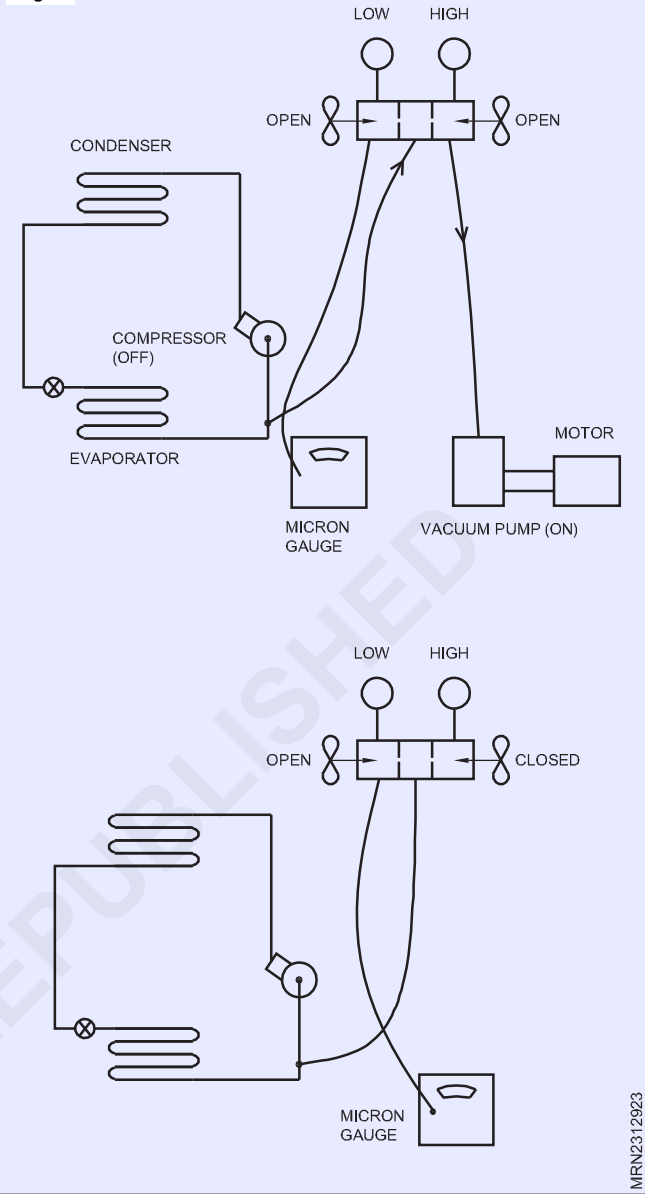 LOW HIGH
OPEN OPEN
CONDENSER
COMPRESSOR
(OFF)
EVAPORATOR
MOTOR
MICRON
GAUGE
VACUUM PUMP (ON)
LOW HIGH
OPEN CLOSED
MICRON
GAUGE
MRN2312923
EPUBLISHED